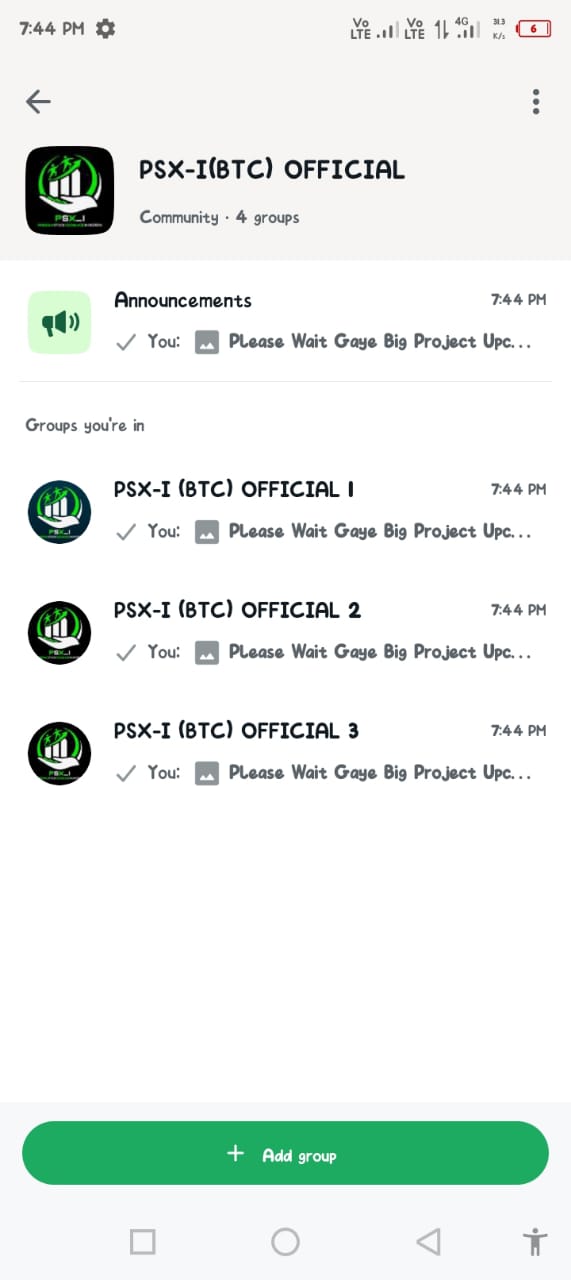 7:44 PM
Vo LTE Vo LTE 4G 31.3 K/s 6
PSX-I(BTC) OFFICIAL
Community · 4 groups
Announcements 7:44 PM
You: Please Wait Gaye Big Project Upc...
Groups you're in
PSX-I (BTC) OFFICIAL 1 7:44 PM
You: Please Wait Gaye Big Project Upc...
PSX-I (BTC) OFFICIAL 2 7:44 PM
You: Please Wait Gaye Big Project Upc...
PSX-I (BTC) OFFICIAL 3 7:44 PM
You: Please Wait Gaye Big Project Upc...
+ Add group
PSX_I
PSX_I
PSX_I
PSX_I